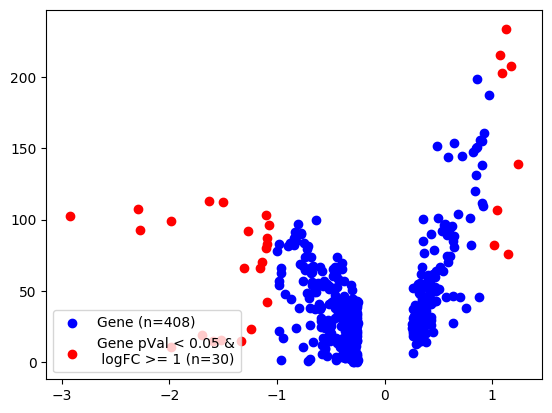 200
150
100
50
0
Gene (n=408)
Gene pVal < 0.05 &
logFC >= 1 (n=30)
−3 −2 −1 0 1